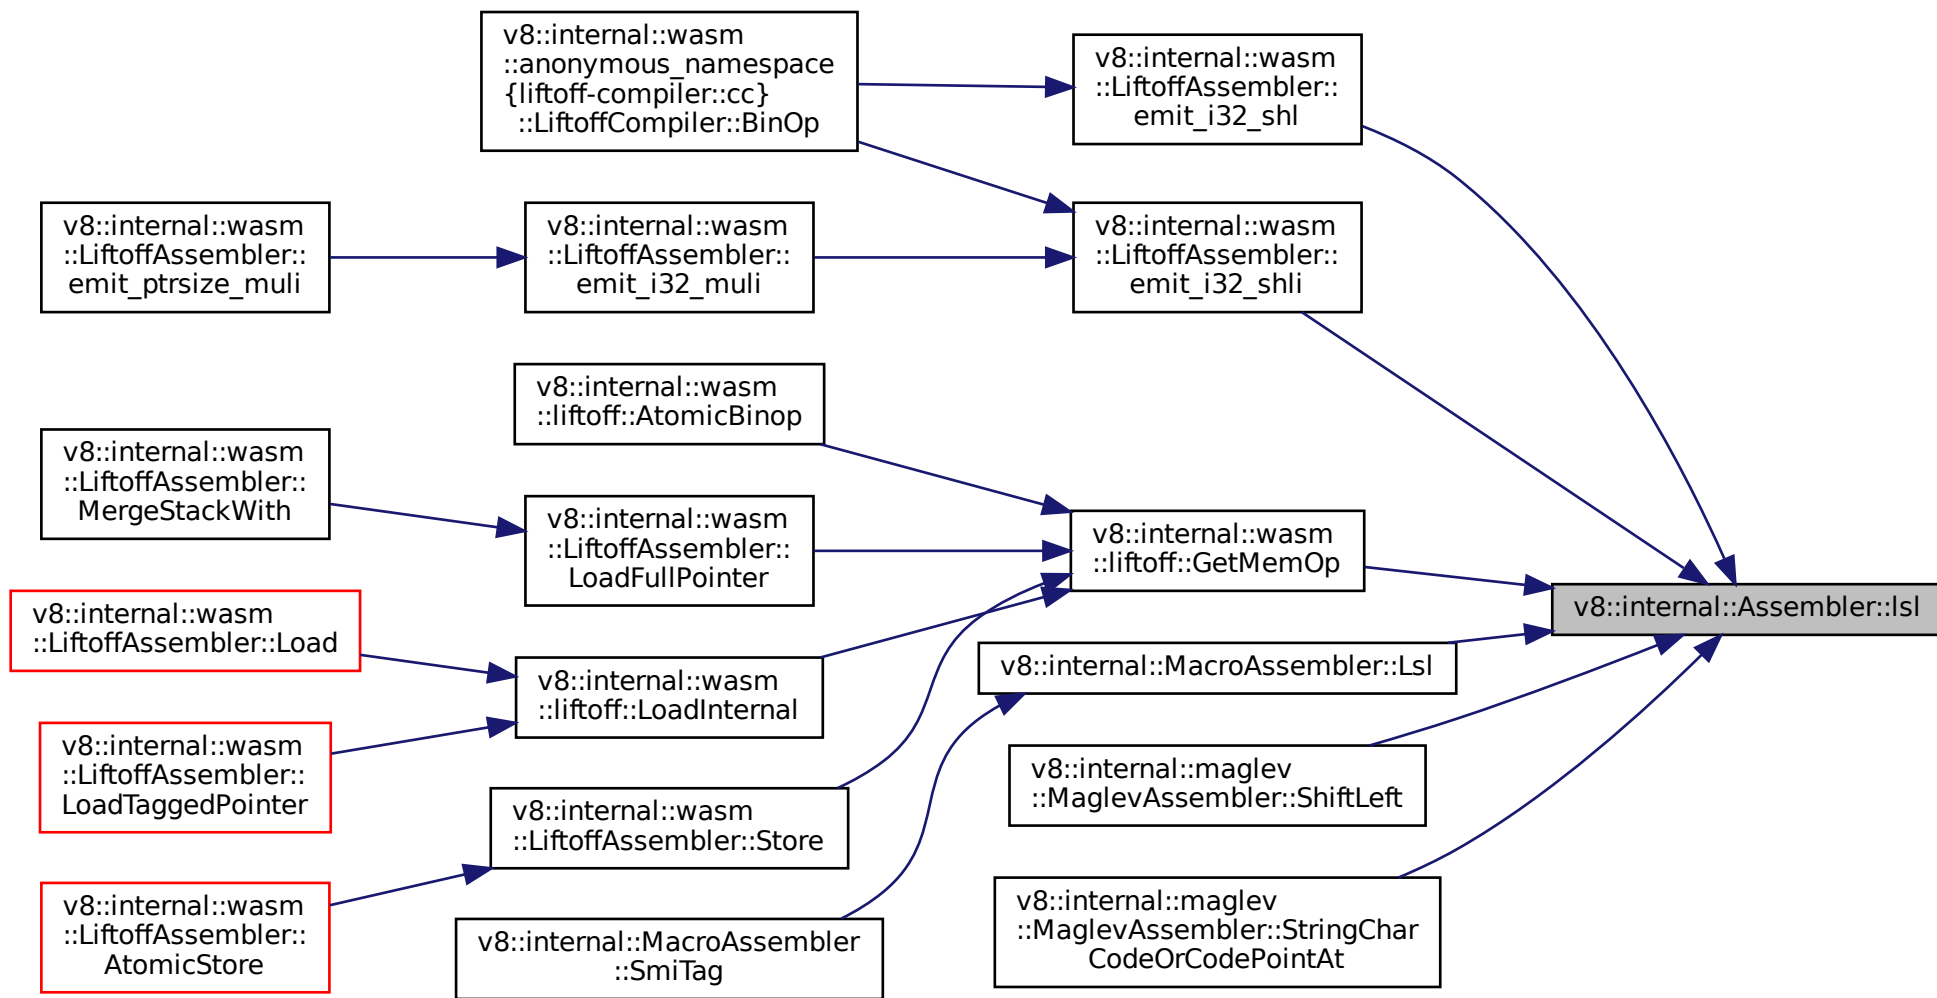 v8::internal::wasm
::anonymous_namespace
{liftoff-compiler::cc}
::LiftoffCompiler::BinOp
v8::internal::wasm
::LiftoffAssembler::
emit_i32_shl
v8::internal::wasm
::LiftoffAssembler::
emit_ptrsize_muli
v8::internal::wasm
::LiftoffAssembler::
emit_i32_muli
v8::internal::wasm
::LiftoffAssembler::
emit_i32_shli
v8::internal::wasm
::liftoff::AtomicBinop
v8::internal::wasm
::LiftoffAssembler::
MergeStackWith
v8::internal::wasm
::LiftoffAssembler::
LoadFullPointer
v8::internal::wasm
::liftoff::GetMemOp
v8::internal::Assembler::lsl
v8::internal::wasm
::LiftoffAssembler::Load
v8::internal::wasm
::liftoff::LoadInternal
v8::internal::MacroAssembler::Lsl
v8::internal::wasm
::LiftoffAssembler::
LoadTaggedPointer
v8::internal::maglev
::MaglevAssembler::ShiftLeft
v8::internal::wasm
::LiftoffAssembler::Store
v8::internal::wasm
::LiftoffAssembler::
AtomicStore
v8::internal::MacroAssembler
::SmiTag
v8::internal::maglev
::MaglevAssembler::StringChar
CodeOrCodePointAt